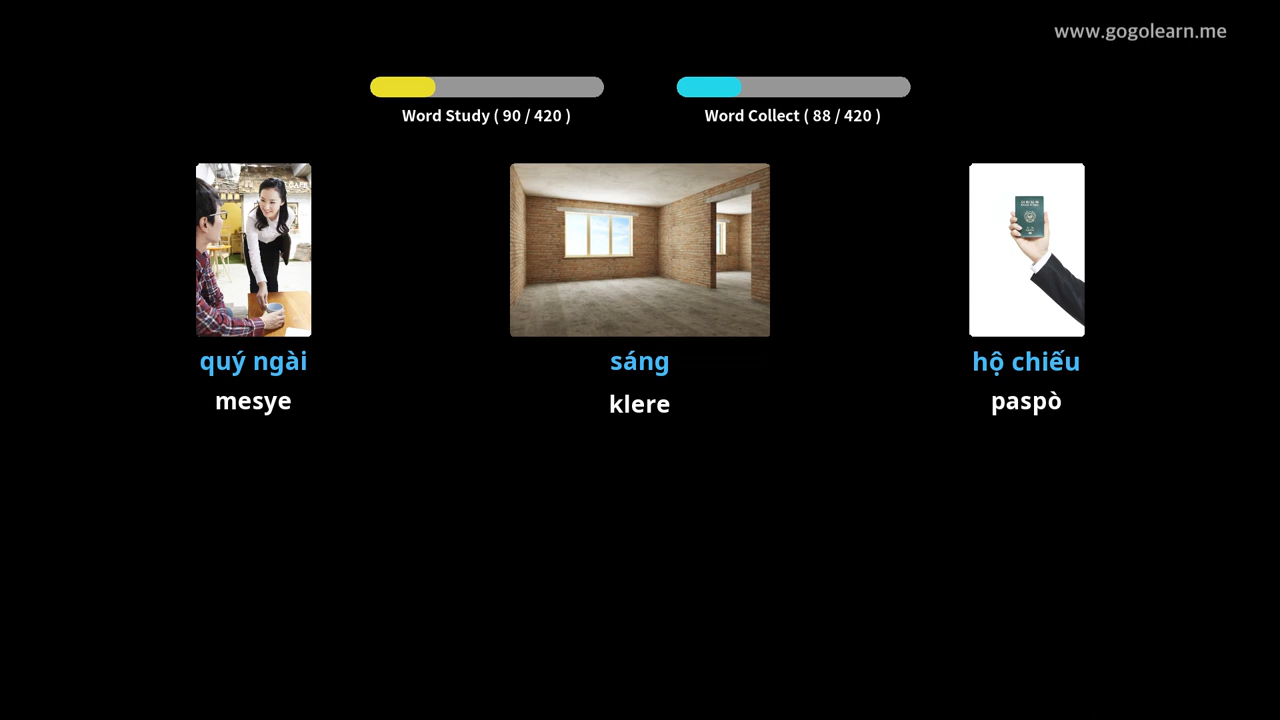 www.gogolearn.me
Word Study ( 90 / 420 )
Word Collect ( 88 / 420 )
quý ngài
mesye
sáng
klere
hộ chiếu
paspò